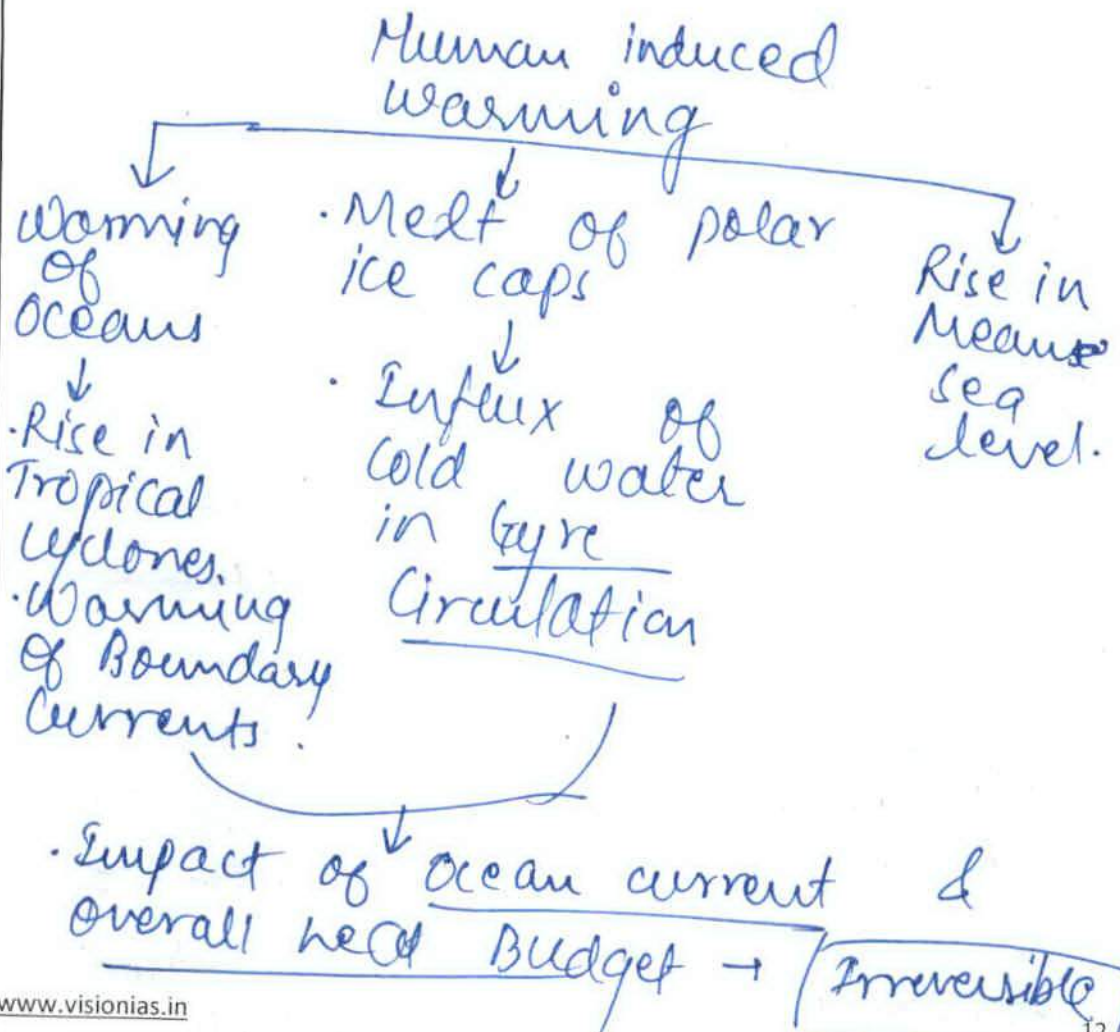 Human induced
warming
Warming
of
Oceans
· Rise in
Tropical
Cyclones.
· Warming
of Boundary
Currents.
· Melt of polar
ice caps
· Influx of
Cold water
in Gyre
Circulation
Rise in
Mean
sea
level.
· Impact of ocean current &
overall heat Budget → Irreversible
www.visionias.in